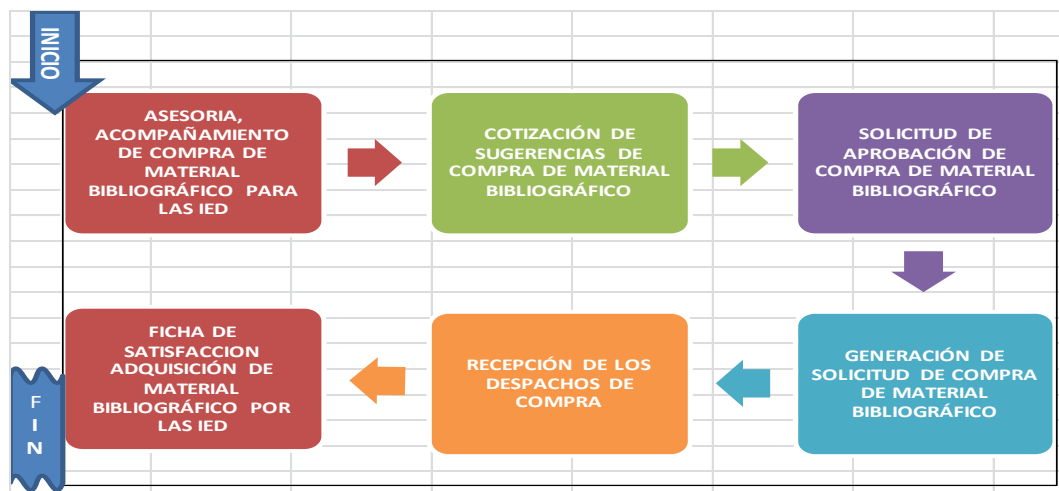 INICIO
ASESORIA,
ACOMPAÑAMIENTO
DE COMPRA DE
MATERIAL
BIBLIOGRÁFICO PARA
LAS IED
COTIZACIÓN DE
SUGERENCIAS DE
COMPRA DE MATERIAL
BIBLIOGRÁFICO
SOLICITUD DE
APROBACIÓN DE
COMPRA DE MATERIAL
BIBLIOGRÁFICO
GENERACIÓN DE
SOLICITUD DE COMPRA
DE MATERIAL
BIBLIOGRÁFICO
RECEPCIÓN DE LOS
DESPACHOS DE
COMPRA
FICHA DE
SATISFACCION
ADQUISICIÓN DE
MATERIAL
BIBLIOGRÁFICO POR
LAS IED
F
I
N